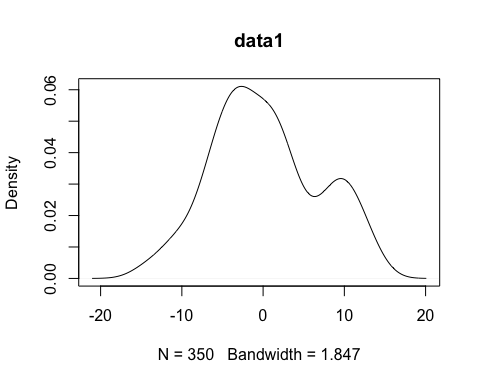 data1
Density
0.00 0.02 0.04 0.06
-20 -10 0 10 20
N = 350 Bandwidth = 1.847